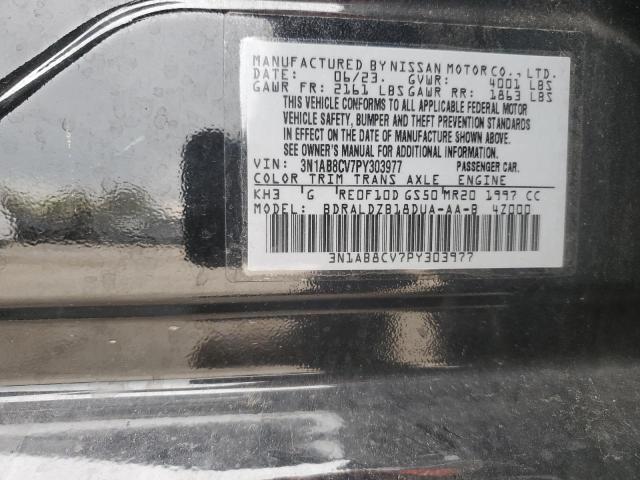 MANUFACTURED BY NISSAN MOTOR CO., LTD.
DATE: 06/23. GVWR: 4001 LBS
GAWR FR: 2161 LBS GAWR RR: 1863 LBS
THIS VEHICLE CONFORMS TO ALL APPLICABLE FEDERAL MOTOR
VEHICLE SAFETY, BUMPER AND THEFT PREVENTION STANDARDS
IN EFFECT ON THE DATE OF MANUFACTURE SHOWN ABOVE.
SEE OWNER'S MANUAL FOR ADDITIONAL INFORMATION.
VIN: 3N1AB8CV7PY303977 PASSENGER CAR.
COLOR TRIM TRANS AXLE ENGINE
KH3 G RE0F10D GS50 MR20 1997 CC
MODEL: BDRALDZB18DUA-AA-B 4Z000
3N1AB8CV7PY303977